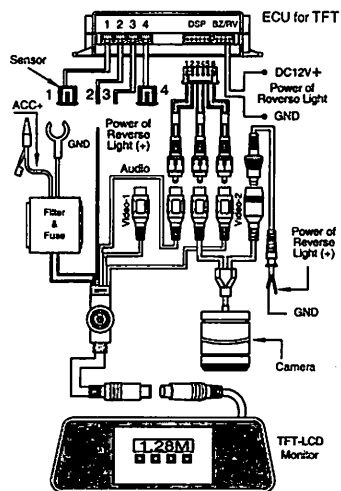 ECU for TFT
1 2 3 4
DSP BZ/RV
Sensor
1
2
3
4
1 2 3 4 5 6
DC12V+
Power of
Reverse Light
GND
ACC+
GND
Power of
Reverse
Light (+)
Audio
Filter
&
Fuse
Video-1
Video-2
Power of
Reverse
Light (+)
GND
Camera
1.28M
TFT-LCD
Monitor